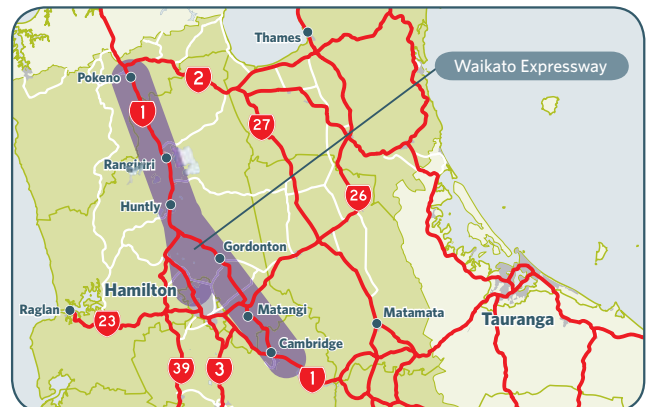 Thames
Waikato Expressway
Pokeno
2
1
27
Rangiriri
26
Huntly
Gordonton
Hamilton
Raglan
Matangi
Matamata
Tauranga
23
Cambridge
39
3
1